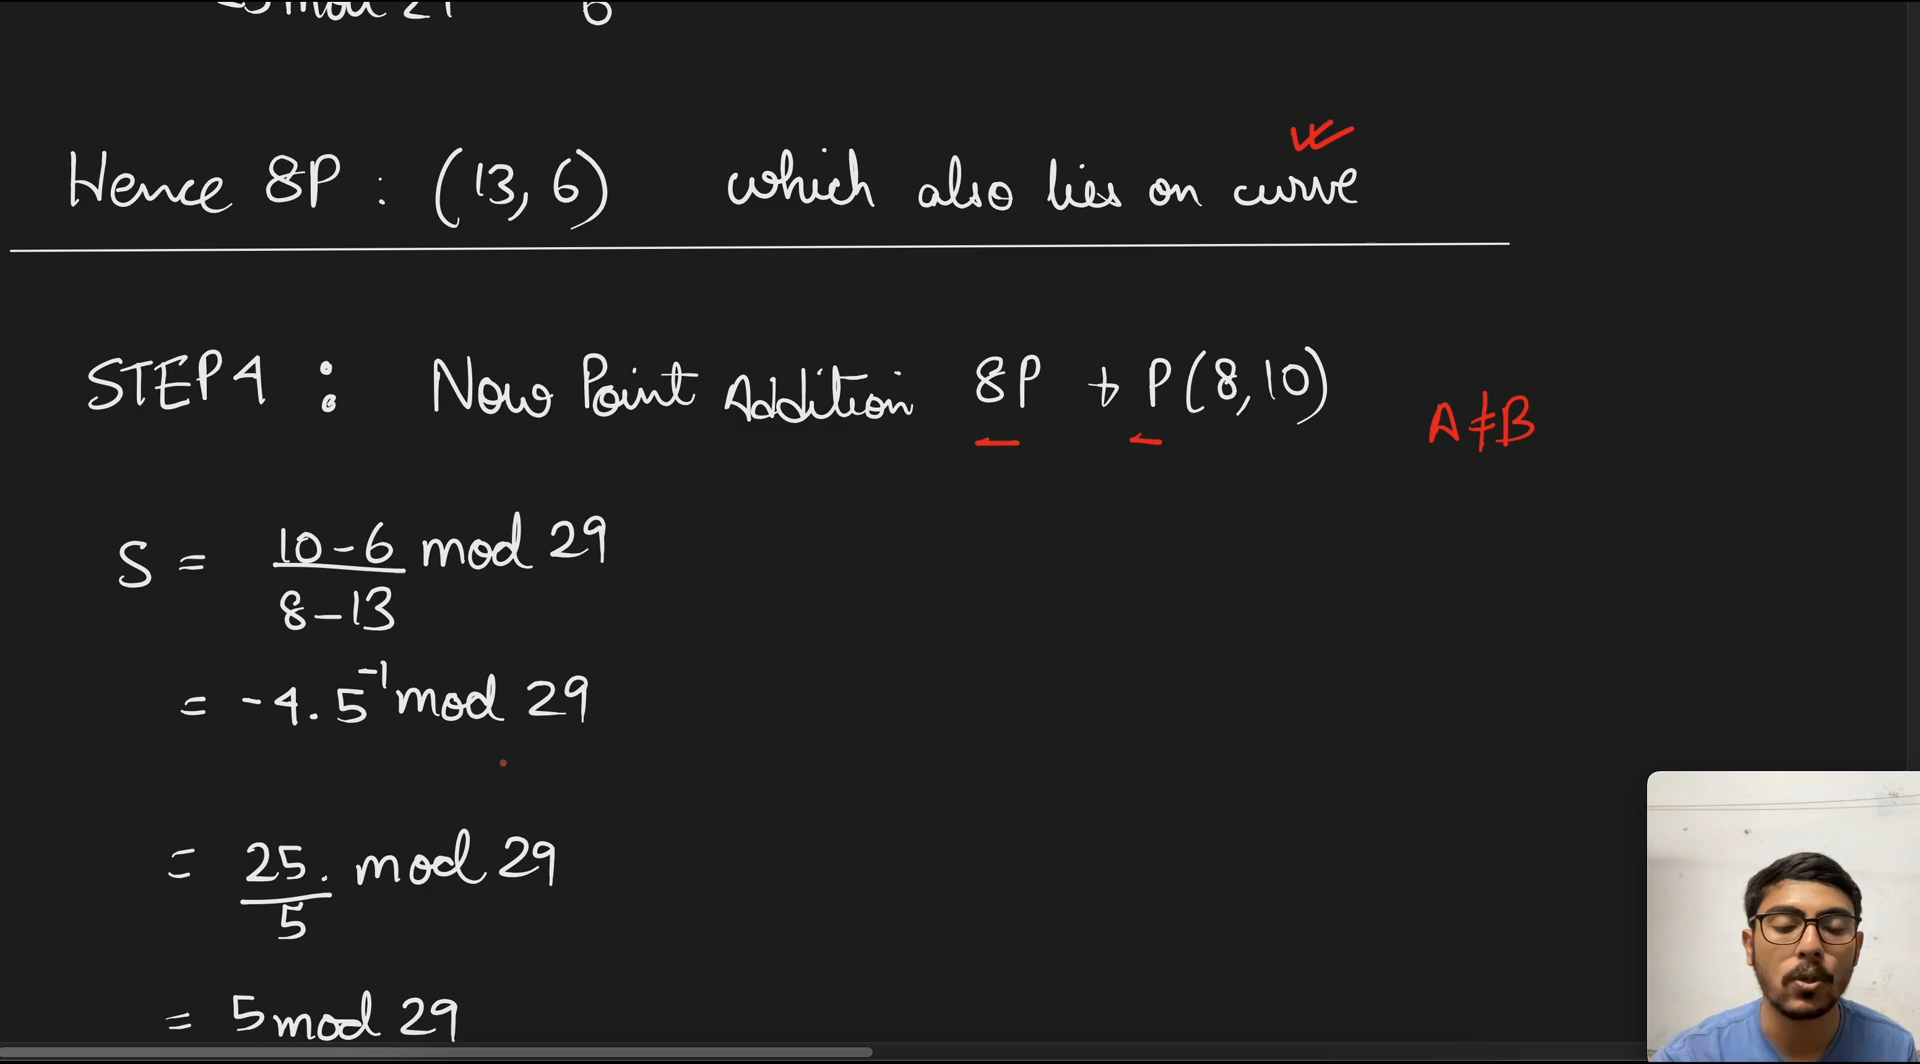 6
Hence 8P : (13, 6) which also lies on curve
STEP 4 : Now Point Addition 8P + P(8,10)
A ≠ B
S = 10-6 mod 29
8-13
= -4. 5⁻¹ mod 29
= 25. mod 29
5
= 5 mod 29